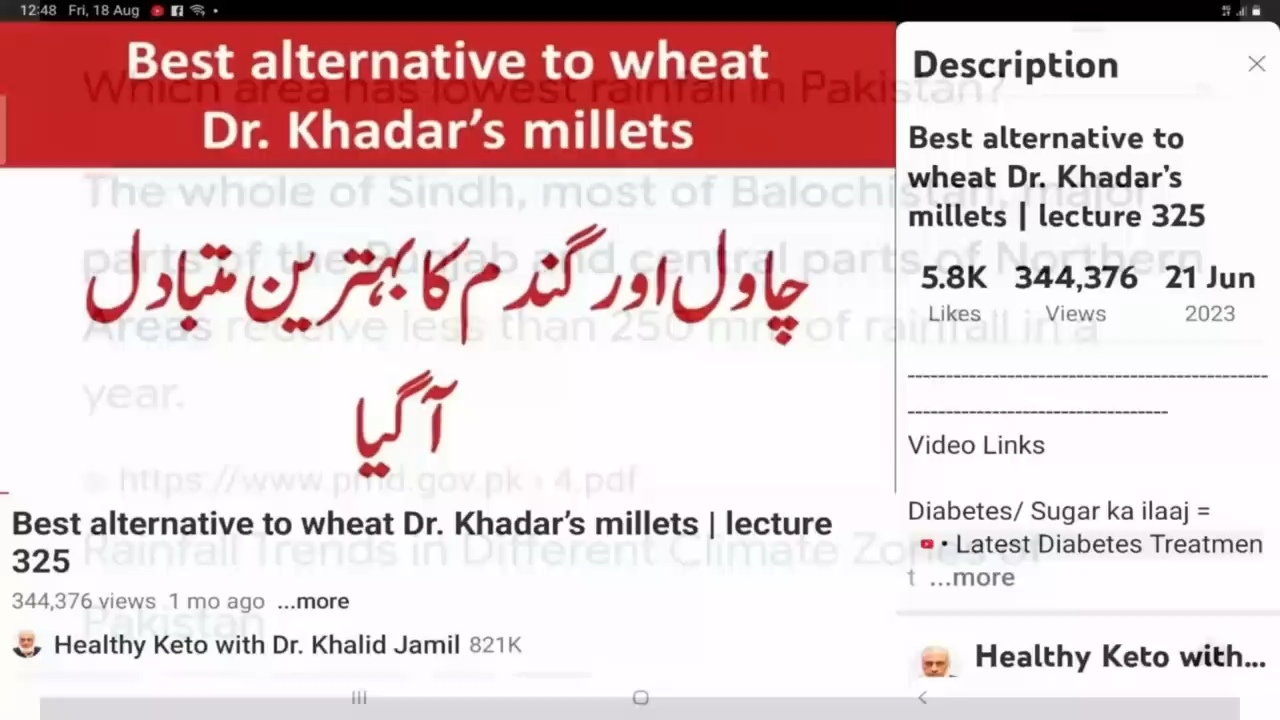 12:48 Fri, 18 Aug
Best alternative to wheat
Dr. Khadar's millets
Which area has lowest rainfall in Pakistan?
The whole of Sindh, most of Balochistan, major
parts of the Punjab and central parts of Northern
Areas receive less than 250 mm of rainfall in a
year.
https://www.pmd.gov.pk › 4.pdf
Rainfall Trends in Different Climate Zones of
Pakistan
چاول اور گندم کا بہترین متبادل
آگیا
Best alternative to wheat Dr. Khadar's millets | lecture
325
344,376 views 1 mo ago ...more
Healthy Keto with Dr. Khalid Jamil 821K
Description
Best alternative to
wheat Dr. Khadar's
millets | lecture 325
5.8K 344,376 21 Jun
Likes Views 2023
---------------------------------------------
--------------------------------
Video Links
Diabetes/ Sugar ka ilaaj =
• Latest Diabetes Treatmen
t ...more
Healthy Keto with...